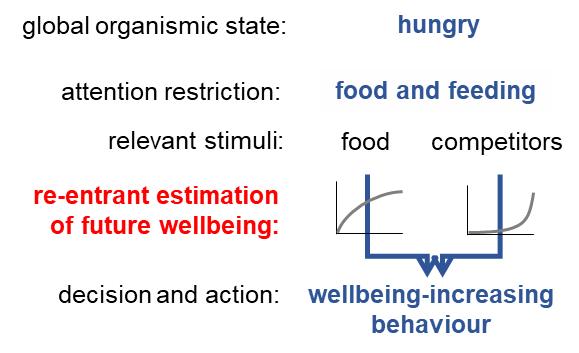 global organismic state: hungry
attention restriction: food and feeding
relevant stimuli: food competitors
re-entrant estimation
of future wellbeing:
decision and action: wellbeing-increasing
behaviour